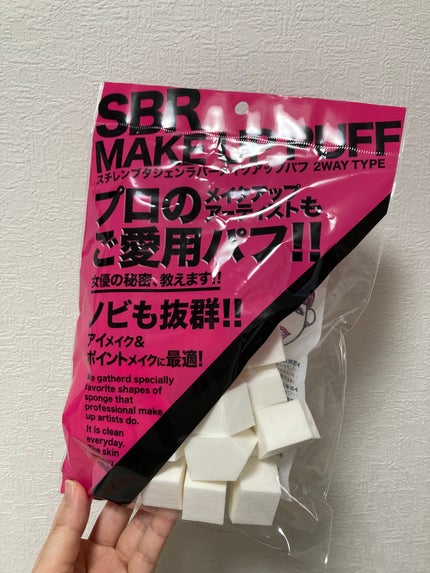 SBR
MAKE UP PUFF
スチレンブタジエンラバーメイクアップパフ 2WAY TYPE
プロのメイクアップアーティストも
ご愛用パフ!!
女優の秘密、教えます!!
ノビも抜群!!
アイメイク&
ポイントメイクに最適!
We gatherd specially
favorite shapes of
sponge that
professional make
up artists do.
It is clean
everyday.
The skin